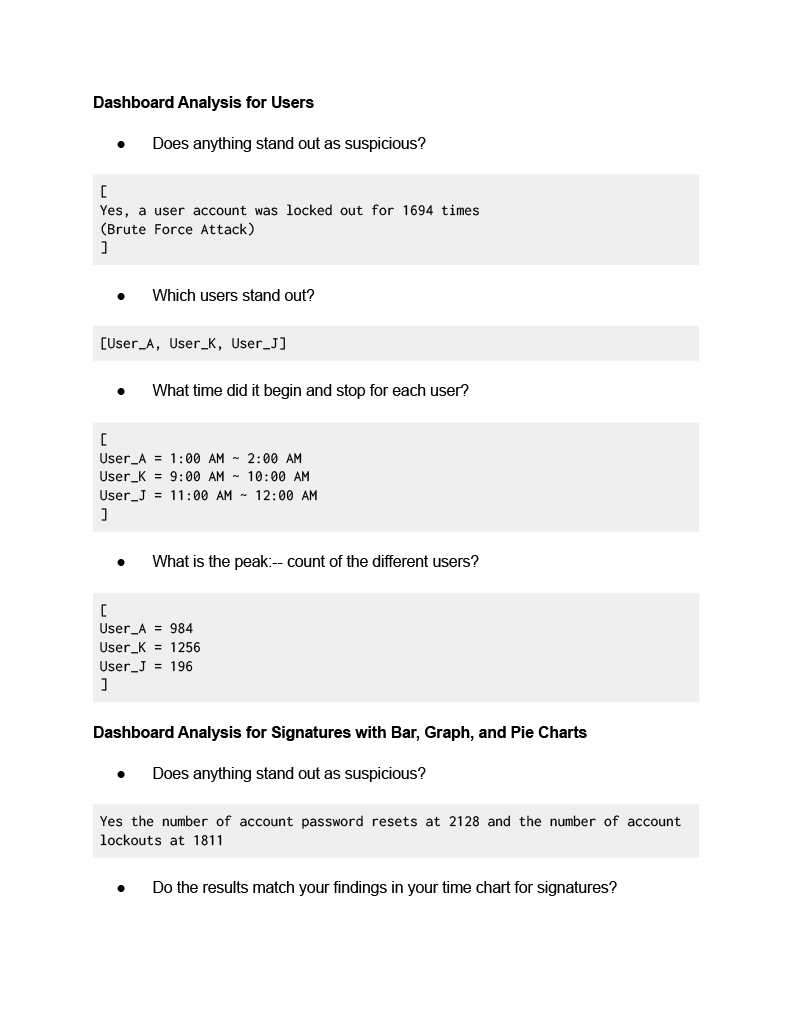 Dashboard Analysis for Users
● Does anything stand out as suspicious?
[
Yes, a user account was locked out for 1694 times
(Brute Force Attack)
]
● Which users stand out?
[User_A, User_K, User_J]
● What time did it begin and stop for each user?
[
User_A = 1:00 AM ~ 2:00 AM
User_K = 9:00 AM ~ 10:00 AM
User_J = 11:00 AM ~ 12:00 AM
]
● What is the peak:-- count of the different users?
[
User_A = 984
User_K = 1256
User_J = 196
]
Dashboard Analysis for Signatures with Bar, Graph, and Pie Charts
● Does anything stand out as suspicious?
Yes the number of account password resets at 2128 and the number of account
lockouts at 1811
● Do the results match your findings in your time chart for signatures?